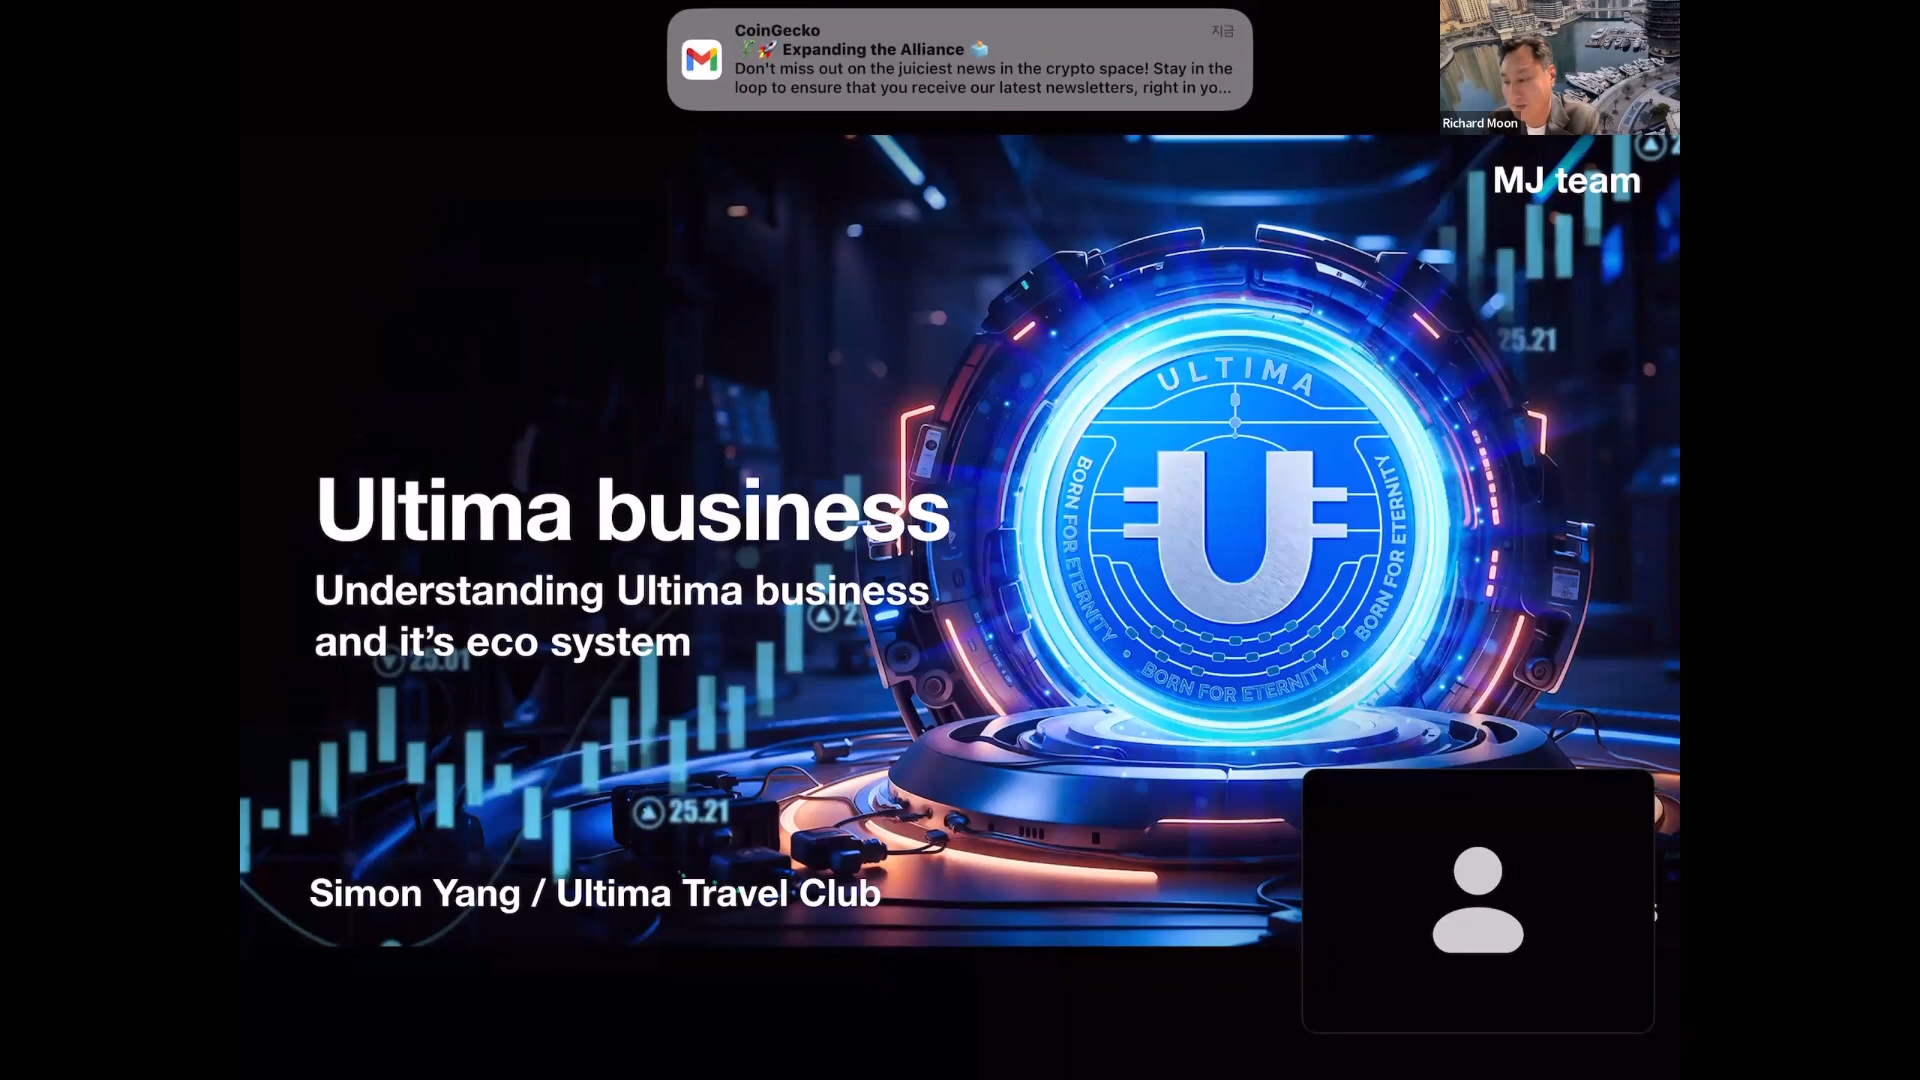 CoinGecko
지금
🚀 Expanding the Alliance 🗳️
Don't miss out on the juiciest news in the crypto space! Stay in the
loop to ensure that you receive our latest newsletters, right in yo...
Richard Moon
MJ team
25.21
ULTIMA
BORN FOR ETERNITY
BORN FOR ETERNITY
BORN FOR ETERNITY
Ultima business
Understanding Ultima business
and it’s eco system
25.01
25.21
Simon Yang / Ultima Travel Club